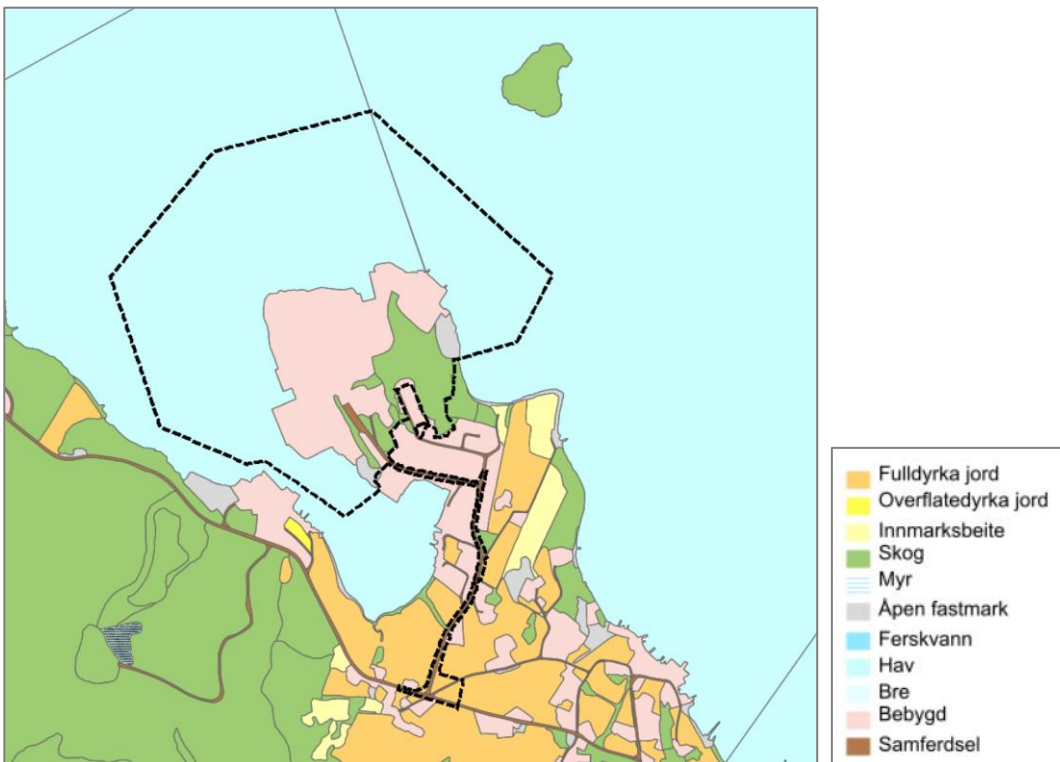 Fulldyrka jord
Overflatedyrka jord
Innmarksbeite
Skog
Myr
Åpen fastmark
Ferskvann
Hav
Bre
Bebygd
Samferdsel